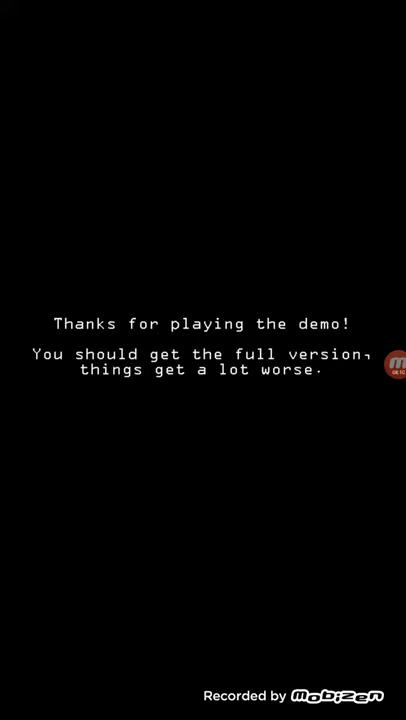 Thanks for playing the demo!
You should get the full version,
things get a lot worse.
Recorded by mobizen